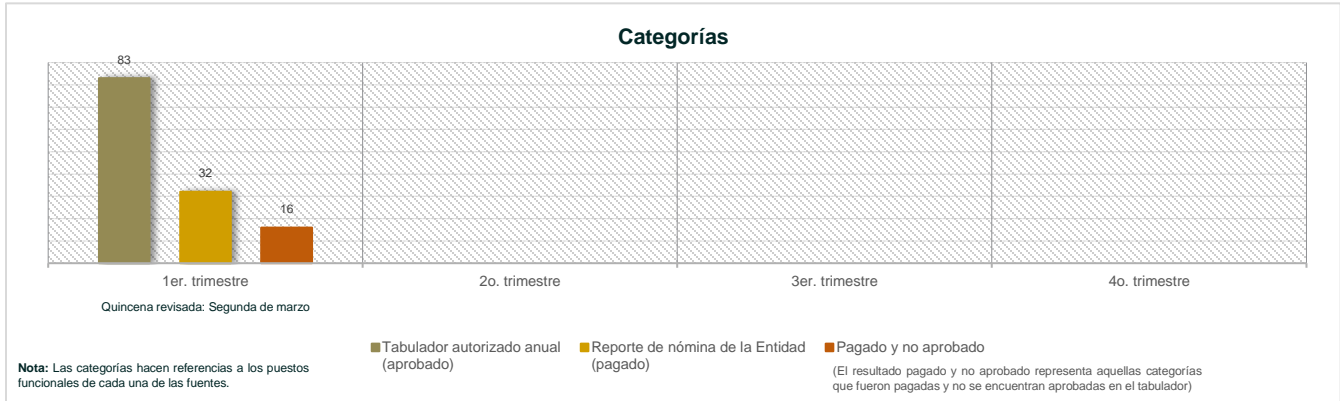 Categorías
83
32
16
1er. trimestre
2o. trimestre
3er. trimestre
4o. trimestre
Quincena revisada: Segunda de marzo
Tabulador autorizado anual
(aprobado)
Reporte de nómina de la Entidad
(pagado)
Pagado y no aprobado
(El resultado pagado y no aprobado representa aquellas categorías
que fueron pagadas y no se encuentran aprobadas en el tabulador)
Nota: Las categorías hacen referencias a los puestos
funcionales de cada una de las fuentes.